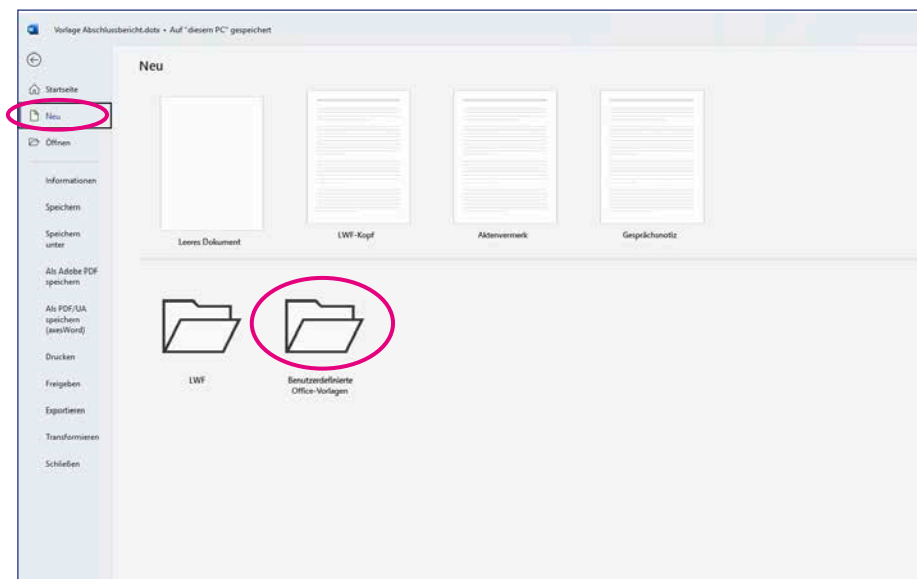 Vorlage Abschlussbericht.dotx • Auf "diesem PC" gespeichert
Neu
Startseite
Neu
Öffnen
Informationen
Speichern
Speichern
unter
Als Adobe PDF
speichern
Als PDF/UA
speichern
(axesWord)
Drucken
Freigeben
Exportieren
Transformieren
Schließen
Leeres Dokument
LWF-Kopf
Aktenvermerk
Gesprächsnotiz
LWF
Benutzerdefinierte
Office-Vorlagen